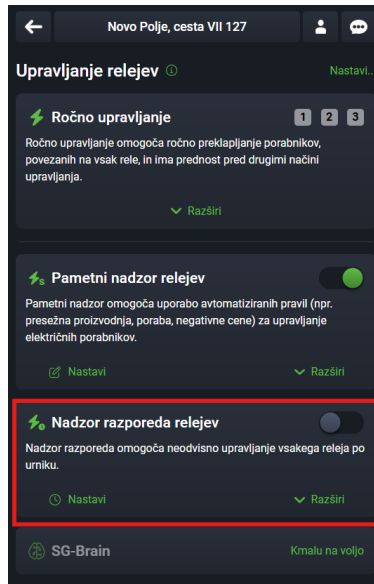 Novo Polje, cesta VII 127
Upravljanje relejev
Nastavi..
Ročno upravljanje
1 2 3
Ročno upravljanje omogoča ročno preklapljanje porabnikov,
povezanih na vsak rele, in ima prednost pred drugimi načini
upravljanja.
Razširi
Pametni nadzor relejev
Pametni nadzor omogoča uporabo avtomatiziranih pravil (npr.
presežna proizvodnja, poraba, negativne cene) za upravljanje
električnih porabnikov.
Nastavi
Razširi
Nadzor razporeda relejev
Nadzor razporeda omogoča neodvisno upravljanje vsakega releja po
urniku.
Nastavi
Razširi
SG-Brain
Kmalu na voljo